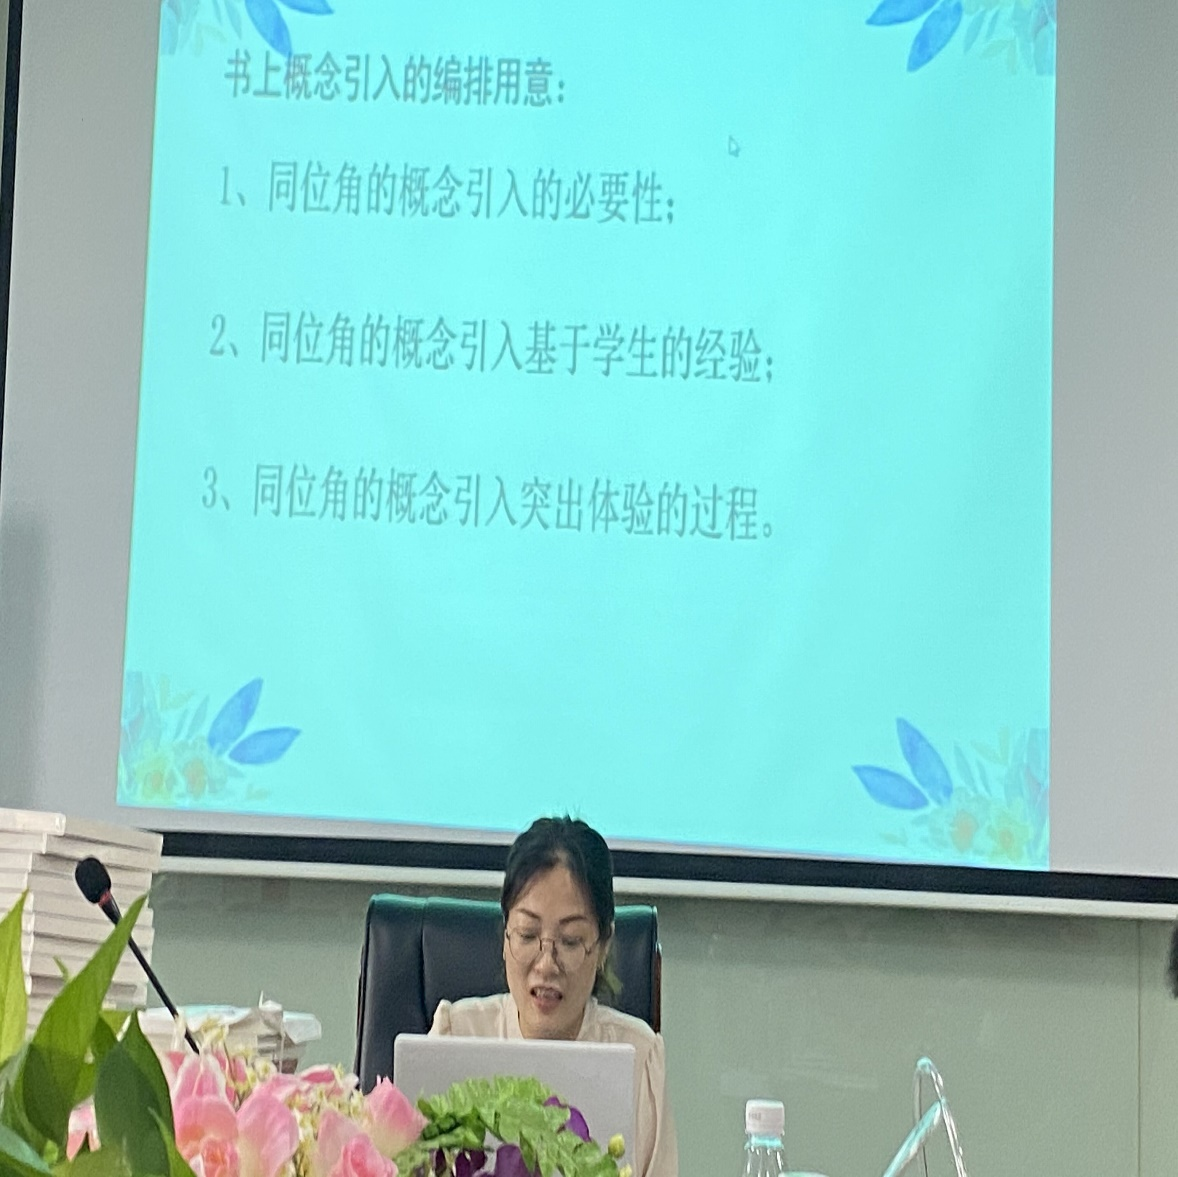 书上概念引入的编排用意：
1、同位角的概念引入的必要性；
2、同位角的概念引入基于学生的经验；
3、同位角的概念引入突出体验的过程。